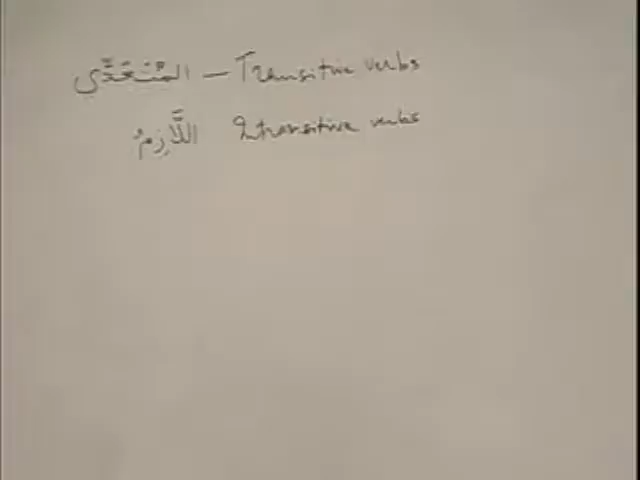 المُتَعَدَّى – Transitive verbs
اللَّازِمُ Intransitive verbs